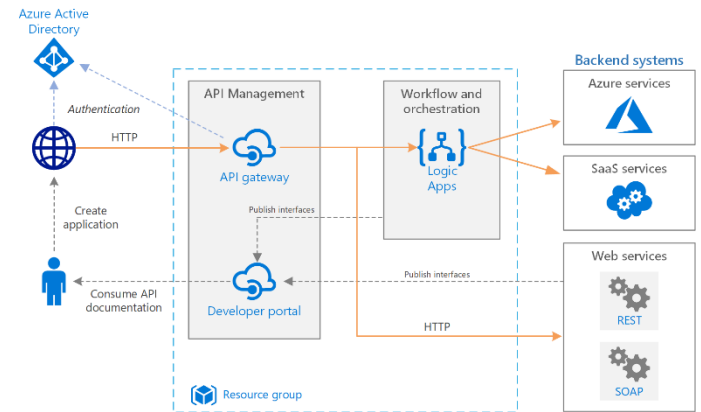 Azure Active
Directory
Backend systems
Azure services
API Management
Workflow and
orchestration
Authentication
HTTP
API gateway
Logic
Apps
SaaS services
Create
application
Publish interfaces
Web services
Publish interfaces
Consume API
documentation
Developer portal
REST
HTTP
SOAP
Resource group